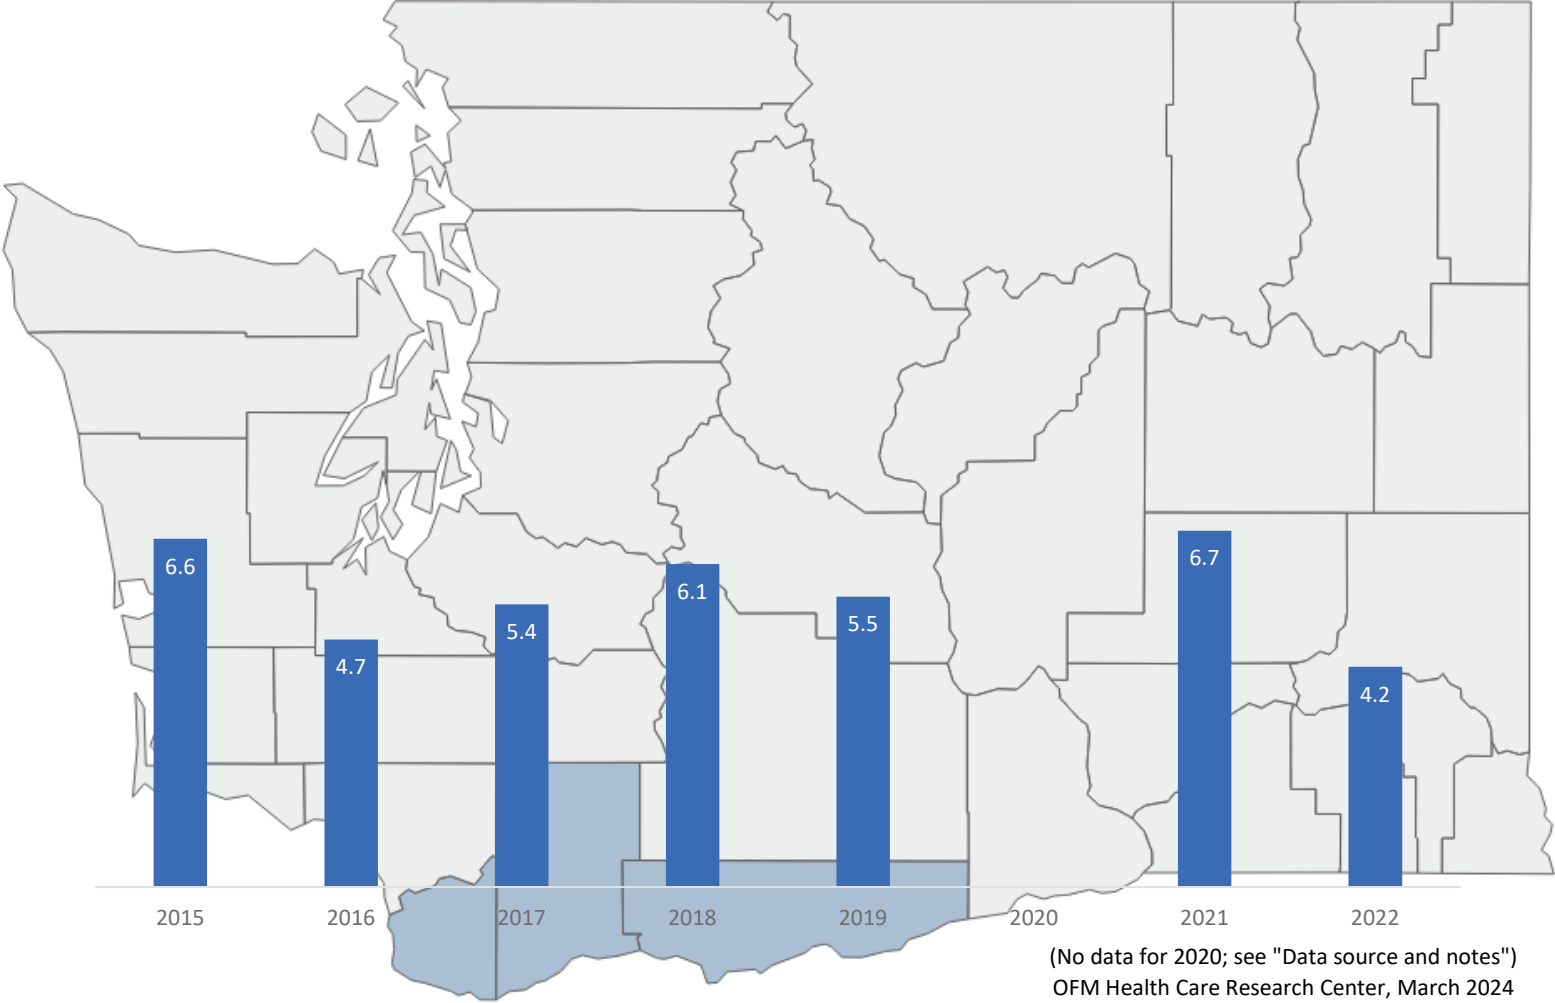 6.6
4.7
5.4
6.1
5.5
6.7
4.2
2015 2016 2017 2018 2019 2020 2021 2022
(No data for 2020; see "Data source and notes")
OFM Health Care Research Center, March 2024